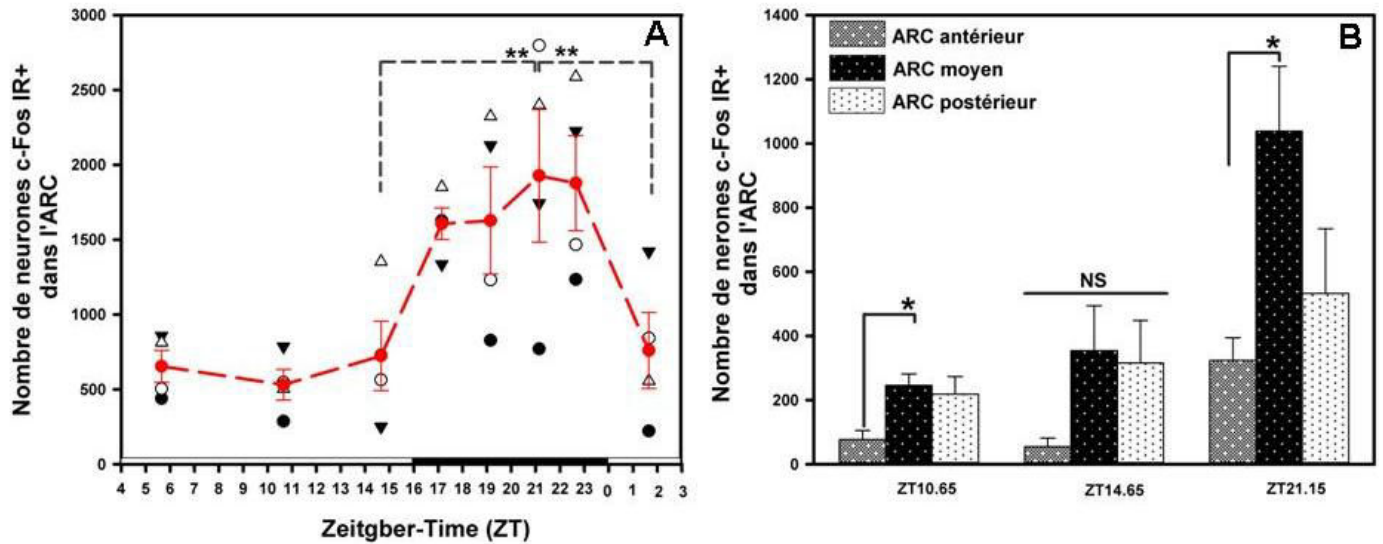 A
Nombre de neurones c-Fos IR+
dans l'ARC
3000
2500
2000
1500
1000
500
0
** **
4 5 6 7 8 9 10 11 12 13 14 15 16 17 18 19 20 21 22 23 0 1 2 3
Zeitgber-Time (ZT)
B
Nombre de nerones c-Fos IR+
dans l'ARC
1400
1200
1000
800
600
400
200
0
ARC antérieur
ARC moyen
ARC postérieur
*
NS
*
ZT10.65 ZT14.65 ZT21.15